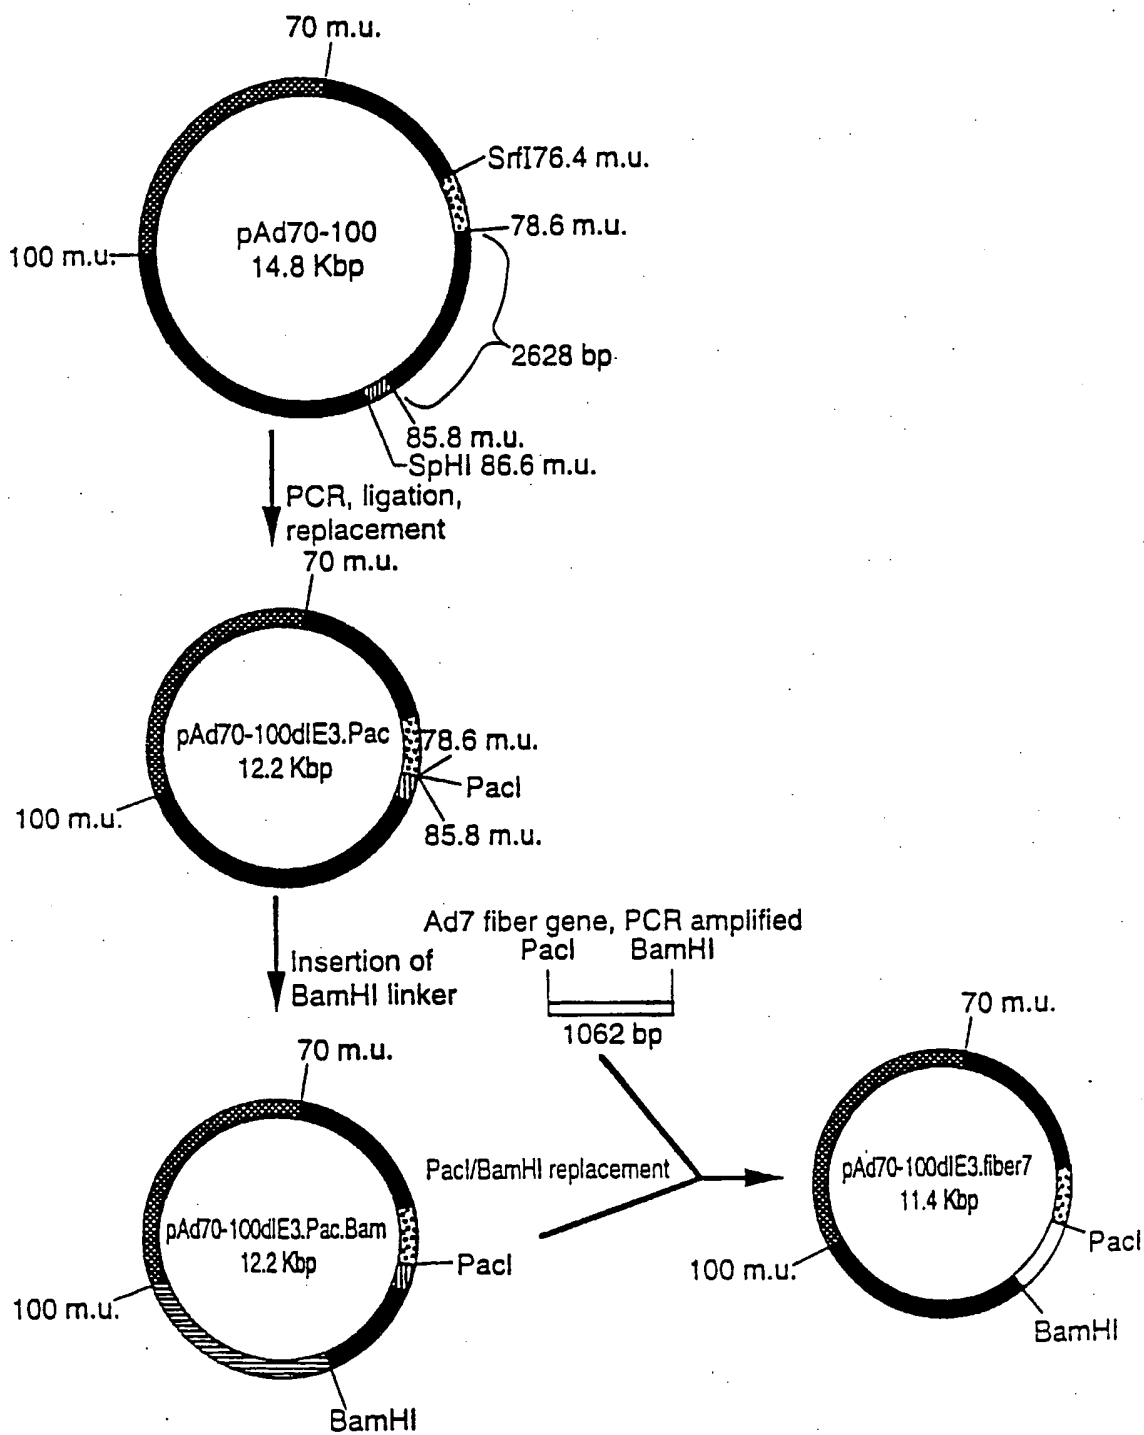 70 m.u.
SrfI76.4 m.u.
78.6 m.u.
pAd70-100
14.8 Kbp
100 m.u.
2628 bp
85.8 m.u.
SpHI 86.6 m.u.
PCR, ligation,
replacement
70 m.u.
pAd70-100dlE3.Pac
12.2 Kbp
78.6 m.u.
PacI
100 m.u.
85.8 m.u.
Insertion of
BamHI linker
Ad7 fiber gene, PCR amplified
PacI BamHI
1062 bp
70 m.u.
pAd70-100dlE3.Pac.Bam
12.2 Kbp
PacI
100 m.u.
BamHI
PacI/BamHI replacement
70 m.u.
pAd70-100dlE3.fiber7
11.4 Kbp
PacI
100 m.u.
BamHI